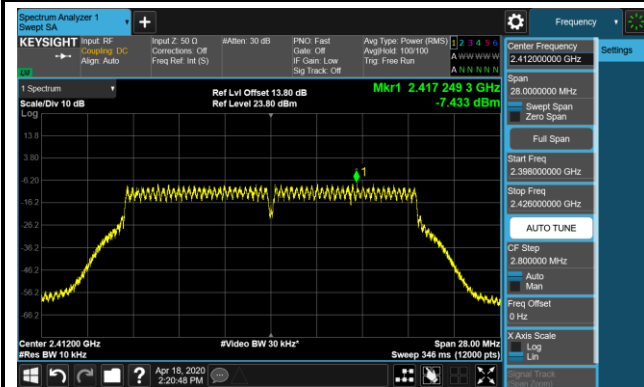 Spectrum Analyzer 1
Swept SA
+
Frequency
KEYSIGHT
Input: RF
Coupling: DC
Align: Auto
Input Z: 50 Ω
Corrections: Off
Freq Ref: Int (S)
#Atten: 30 dB
PNO: Fast
Gate: Off
IF Gain: Low
Sig Track: Off
Avg Type: Power (RMS)
Avg|Hold: 100/100
Trig: Free Run
1 2 3 4 5 6
A W W W W W
A N N N N N
LXI
1 Spectrum
Scale/Div 10 dB
Log
Ref Lvl Offset 13.80 dB
Ref Level 23.80 dBm
Mkr1 2.417 249 3 GHz
-7.433 dBm
13.8
3.80
-6.20
-16.2
-26.2
-36.2
-46.2
-56.2
-66.2
1
Center 2.41200 GHz
#Res BW 10 kHz
#Video BW 30 kHz*
Span 28.00 MHz
Sweep 346 ms (12000 pts)
Center Frequency
2.412000000 GHz
Settings
Span
28.0000000 MHz
Swept Span
Zero Span
Full Span
Start Freq
2.398000000 GHz
Stop Freq
2.426000000 GHz
AUTO TUNE
CF Step
2.800000 MHz
Auto
Man
Freq Offset
0 Hz
X Axis Scale
Log
Lin
Signal Track
(Span Zoom)
?
Apr 18, 2020
2:20:48 PM